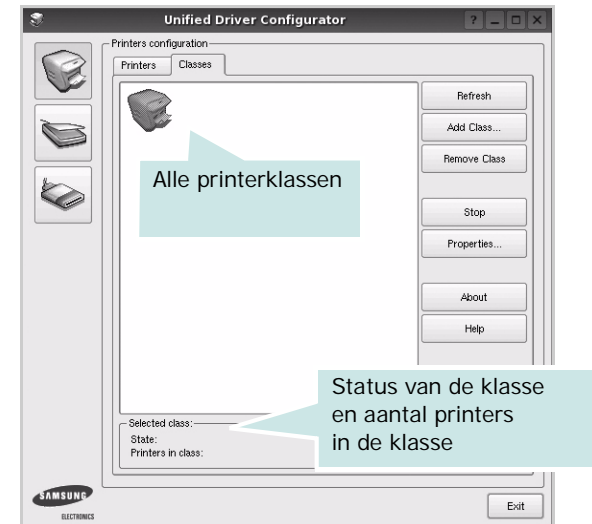 Unified Driver Configurator
Printers configuration
Printers
Classes
Refresh
Add Class...
Remove Class
Stop
Properties...
About
Help
Alle printerklassen
Status van de klasse
en aantal printers
in de klasse
Selected class:
State:
Printers in class:
SAMSUNG
ELECTRONICS
Exit